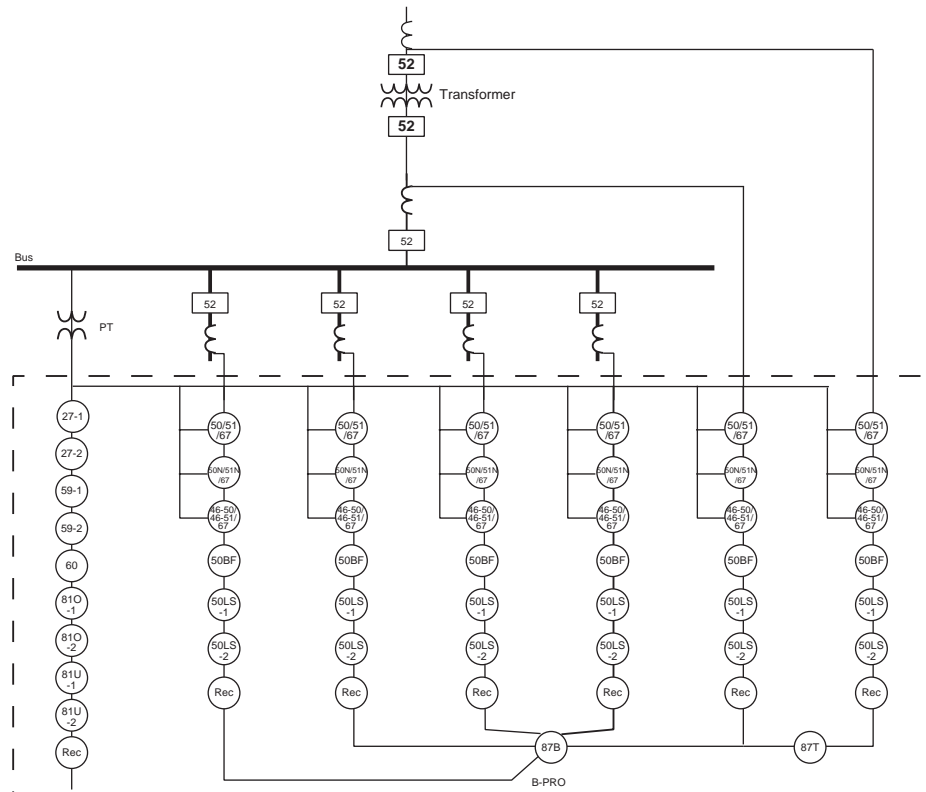 52
Transformer
52
52
Bus
52
52
52
52
PT
27-1
27-2
59-1
59-2
60
81O
-1
81O
-2
81U
-1
81U
-2
Rec
50/51
/67
50N/51N
/67
46-50/
46-51/
67
50BF
50LS
-1
50LS
-2
Rec
50/51
/67
50N/51N
/67
46-50/
46-51/
67
50BF
50LS
-1
50LS
-2
Rec
50/51
/67
50N/51N
/67
46-50/
46-51/
67
50BF
50LS
-1
50LS
-2
Rec
50/51
/67
50N/51N
/67
46-50/
46-51/
67
50BF
50LS
-1
50LS
-2
Rec
50/51
/67
50N/51N
/67
46-50/
46-51/
67
50BF
50LS
-1
50LS
-2
Rec
50/51
/67
50N/51N
/67
46-50/
46-51/
67
50BF
50LS
-1
50LS
-2
Rec
87B
87T
B-PRO